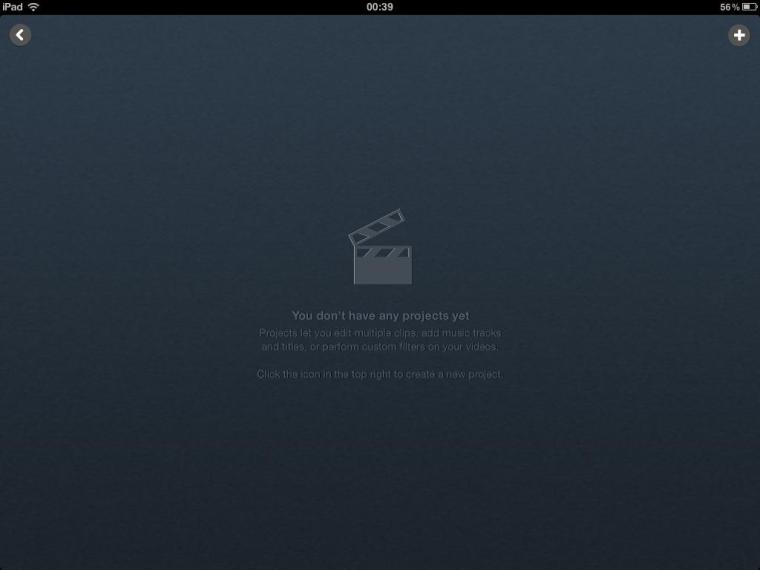 iPad 00:39 56%
You don't have any projects yet
Projects let you edit multiple clips, add music tracks
and titles, or perform custom filters on your videos.
Click the icon in the top right to create a new project.